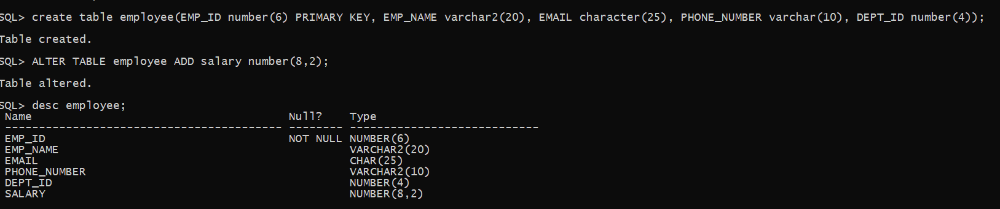 SQL> create table employee(EMP_ID number(6) PRIMARY KEY, EMP_NAME varchar2(20), EMAIL character(25), PHONE_NUMBER varchar(10), DEPT_ID number(4));
Table created.
SQL> ALTER TABLE employee ADD salary number(8,2);
Table altered.
SQL> desc employee;
Name                                      Null?    Type
----------------------------------------- -------- ----------------------------
EMP_ID                                    NOT NULL NUMBER(6)
EMP_NAME                                           VARCHAR2(20)
EMAIL                                              CHAR(25)
PHONE_NUMBER                                       VARCHAR2(10)
DEPT_ID                                            NUMBER(4)
SALARY                                             NUMBER(8,2)